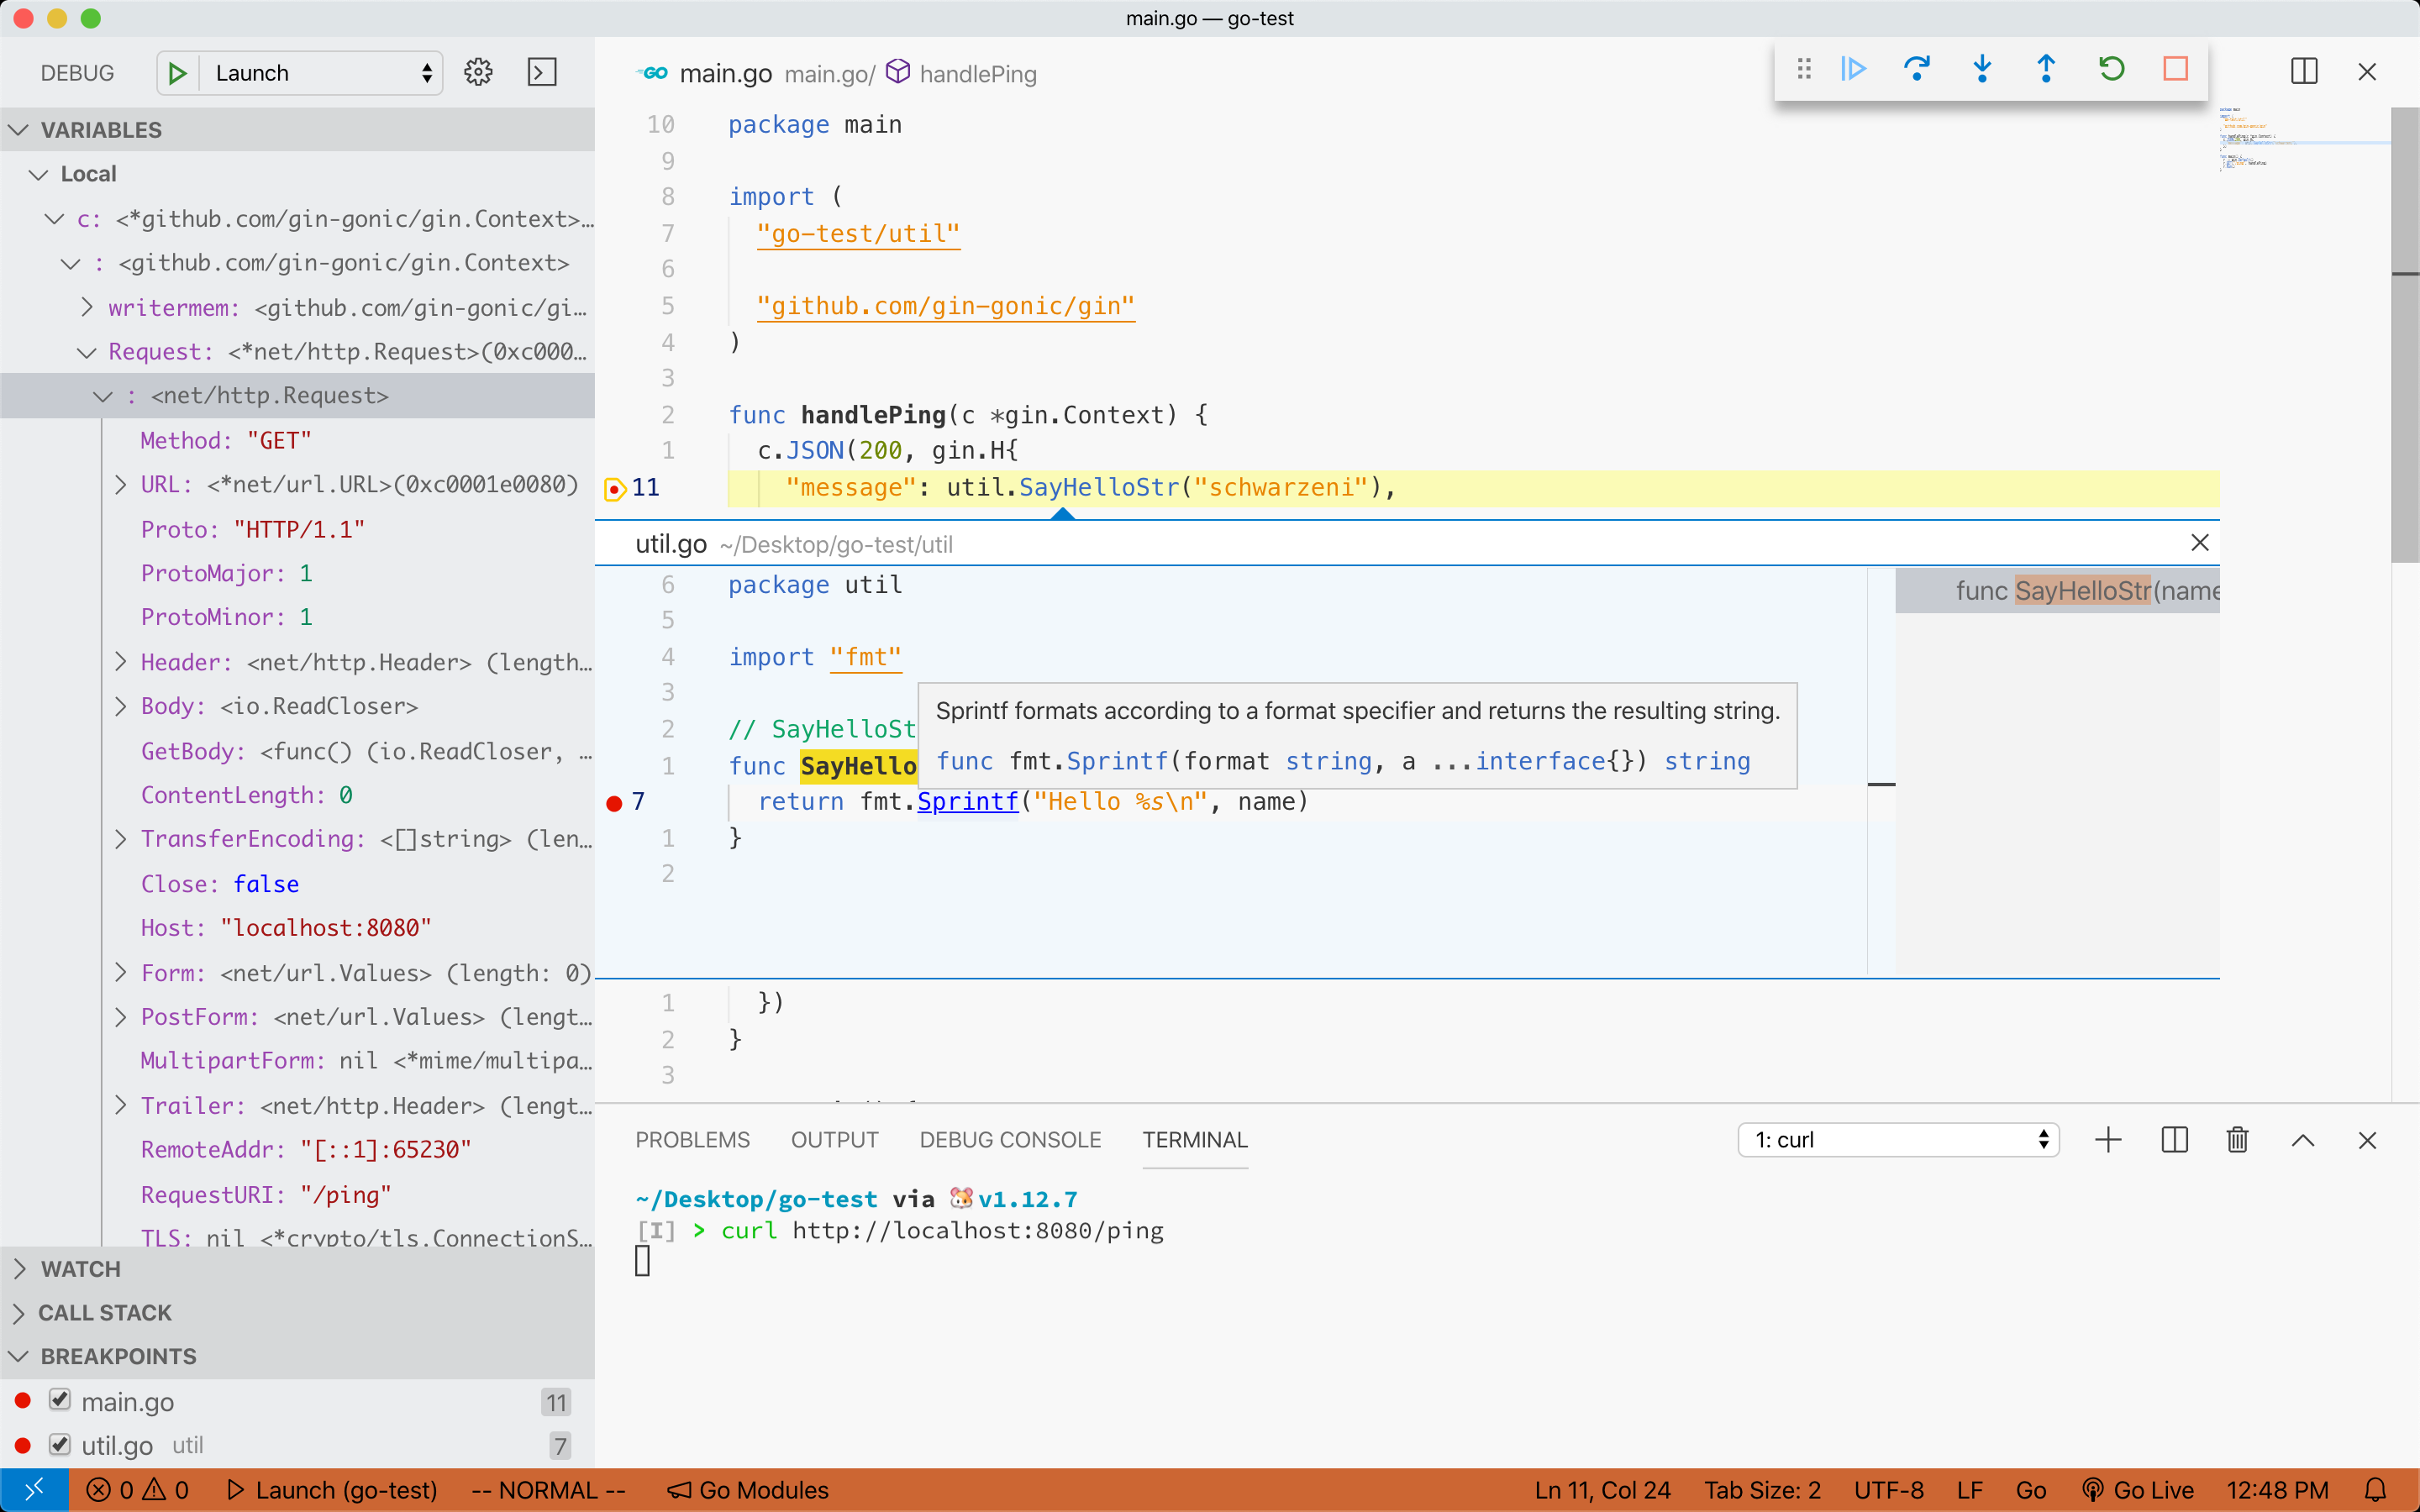 main.go — go-test
DEBUG
Launch
VARIABLES
Local
c: <*github.com/gin-gonic/gin.Context>…
: <github.com/gin-gonic/gin.Context>
writermem: <github.com/gin-gonic/gi…
Request: <*net/http.Request>(0xc000…
: <net/http.Request>
Method: "GET"
URL: <*net/url.URL>(0xc0001e0080)
Proto: "HTTP/1.1"
ProtoMajor: 1
ProtoMinor: 1
Header: <net/http.Header> (length…
Body: <io.ReadCloser>
GetBody: <func() (io.ReadCloser, …
ContentLength: 0
TransferEncoding: <[]string> (len…
Close: false
Host: "localhost:8080"
Form: <net/url.Values> (length: 0)
PostForm: <net/url.Values> (lengt…
MultipartForm: nil <*mime/multipa…
Trailer: <net/http.Header> (lengt…
RemoteAddr: "[::1]:65230"
RequestURI: "/ping"
TLS: nil <*crypto/tls.ConnectionS…
WATCH
CALL STACK
BREAKPOINTS
main.go 11
util.go util 7
GO main.go main.go/ handlePing
10 package main
9
8 import (
7 "go-test/util"
6
5 "github.com/gin-gonic/gin"
4 )
3
2 func handlePing(c *gin.Context) {
1 c.JSON(200, gin.H{
11 "message": util.SayHelloStr("schwarzeni"),
util.go ~/Desktop/go-test/util
6 package util
5
4 import "fmt"
3
2 // SayHelloSt
1 func SayHello
7 return fmt.Sprintf("Hello %s\n", name)
1 }
2
Sprintf formats according to a format specifier and returns the resulting string.
func fmt.Sprintf(format string, a ...interface{}) string
func SayHelloStr(name
1 })
2 }
3
PROBLEMS OUTPUT DEBUG CONSOLE TERMINAL
1: curl
~/Desktop/go-test via 🐹v1.12.7
[I] > curl http://localhost:8080/ping
0 0 Launch (go-test) -- NORMAL -- Go Modules
Ln 11, Col 24 Tab Size: 2 UTF-8 LF Go Go Live 12:48 PM